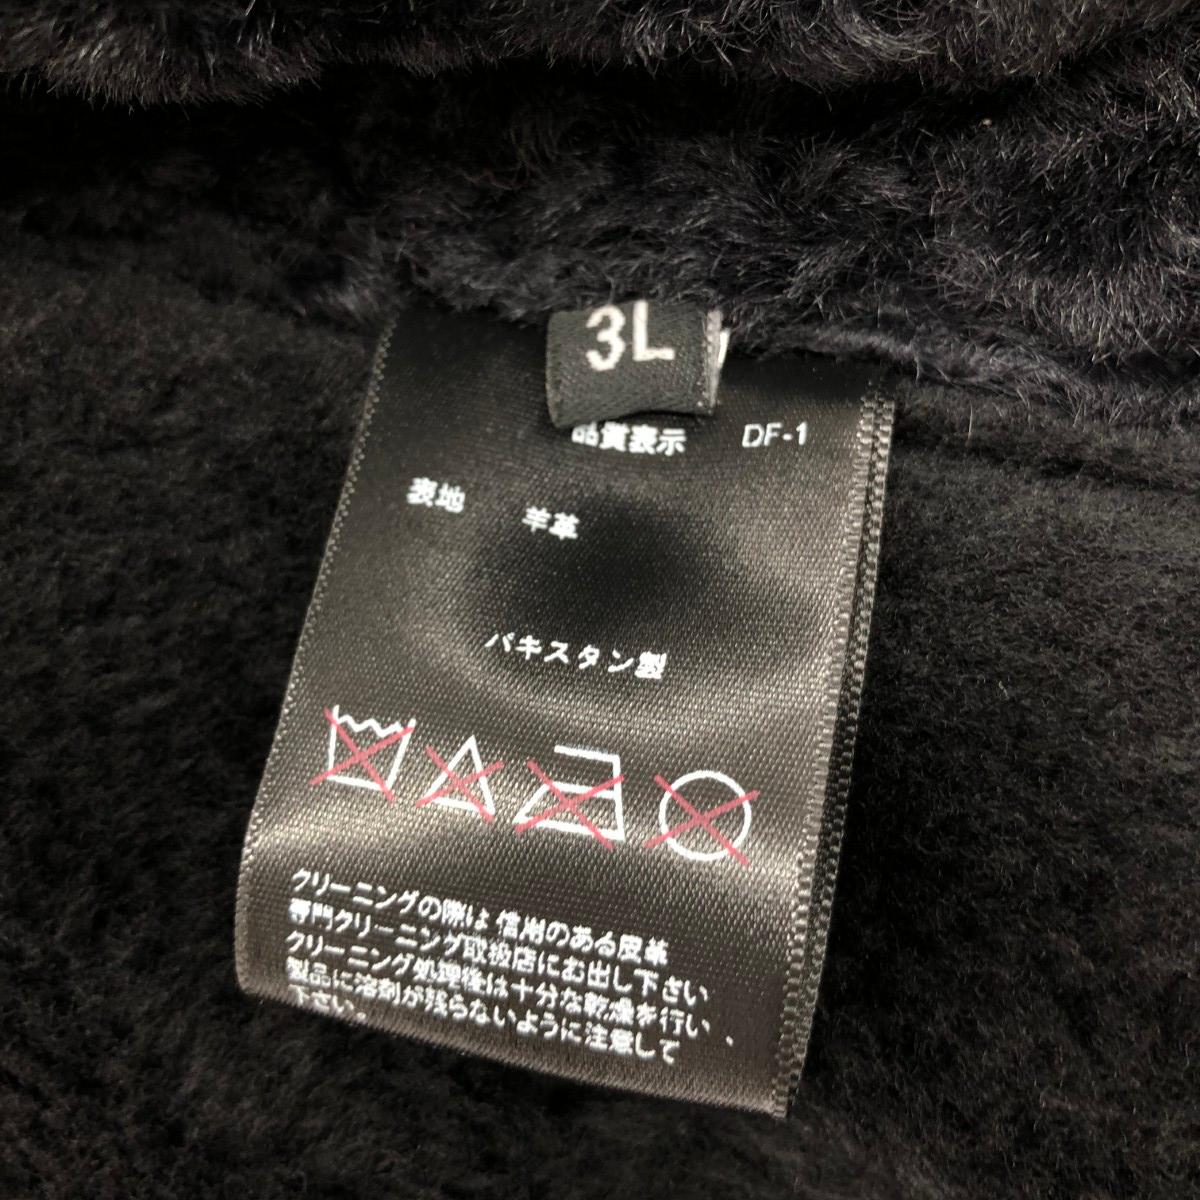 3L
品質表示 DF-1
表地 羊革
パキスタン製
クリーニングの際は 信用のある皮革
専門クリーニング取扱店にお出し下さい
クリーニング処理後は十分な乾燥を行い、
製品に溶剤が残らないように注意して
下さい。